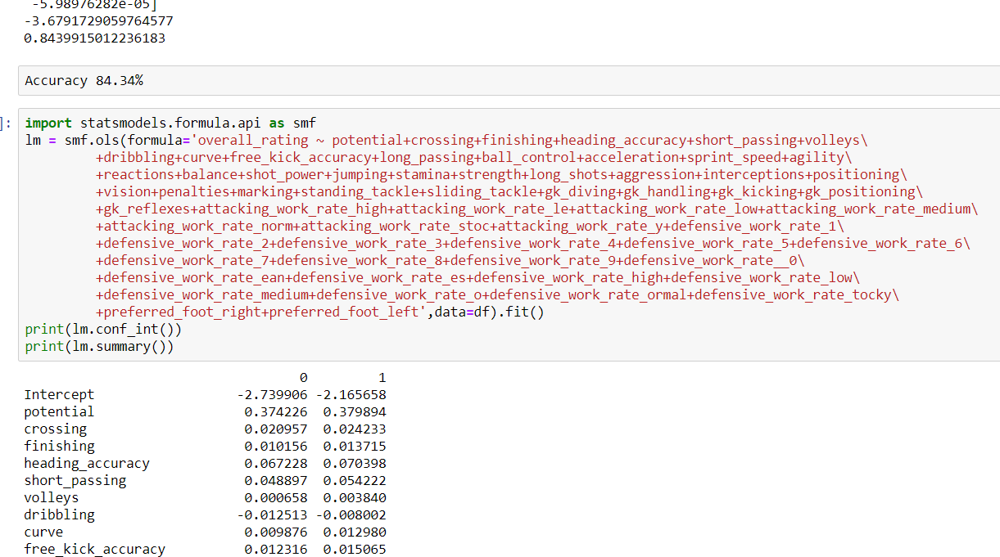 -5.98976282e-05]
-3.6791729059764577
0.8439915012236183
Accuracy 84.34%
]: import statsmodels.formula.api as smf
lm = smf.ols(formula='overall_rating ~ potential+crossing+finishing+heading_accuracy+short_passing+volleys\
+dribbling+curve+free_kick_accuracy+long_passing+ball_control+acceleration+sprint_speed+agility\
+reactions+balance+shot_power+jumping+stamina+strength+long_shots+aggression+interceptions+positioning\
+vision+penalties+marking+standing_tackle+sliding_tackle+gk_diving+gk_handling+gk_kicking+gk_positioning\
+gk_reflexes+attacking_work_rate_high+attacking_work_rate_le+attacking_work_rate_low+attacking_work_rate_medium\
+attacking_work_rate_norm+attacking_work_rate_stoc+attacking_work_rate_y+defensive_work_rate_1\
+defensive_work_rate_2+defensive_work_rate_3+defensive_work_rate_4+defensive_work_rate_5+defensive_work_rate_6\
+defensive_work_rate_7+defensive_work_rate_8+defensive_work_rate_9+defensive_work_rate__0\
+defensive_work_rate_ean+defensive_work_rate_es+defensive_work_rate_high+defensive_work_rate_low\
+defensive_work_rate_medium+defensive_work_rate_o+defensive_work_rate_ormal+defensive_work_rate_tocky\
+preferred_foot_right+preferred_foot_left',data=df).fit()
print(lm.conf_int())
print(lm.summary())
0 1
Intercept -2.739906 -2.165658
potential 0.374226 0.379894
crossing 0.020957 0.024233
finishing 0.010156 0.013715
heading_accuracy 0.067228 0.070398
short_passing 0.048897 0.054222
volleys 0.000658 0.003840
dribbling -0.012513 -0.008002
curve 0.009876 0.012980
free_kick_accuracy 0.012316 0.015065